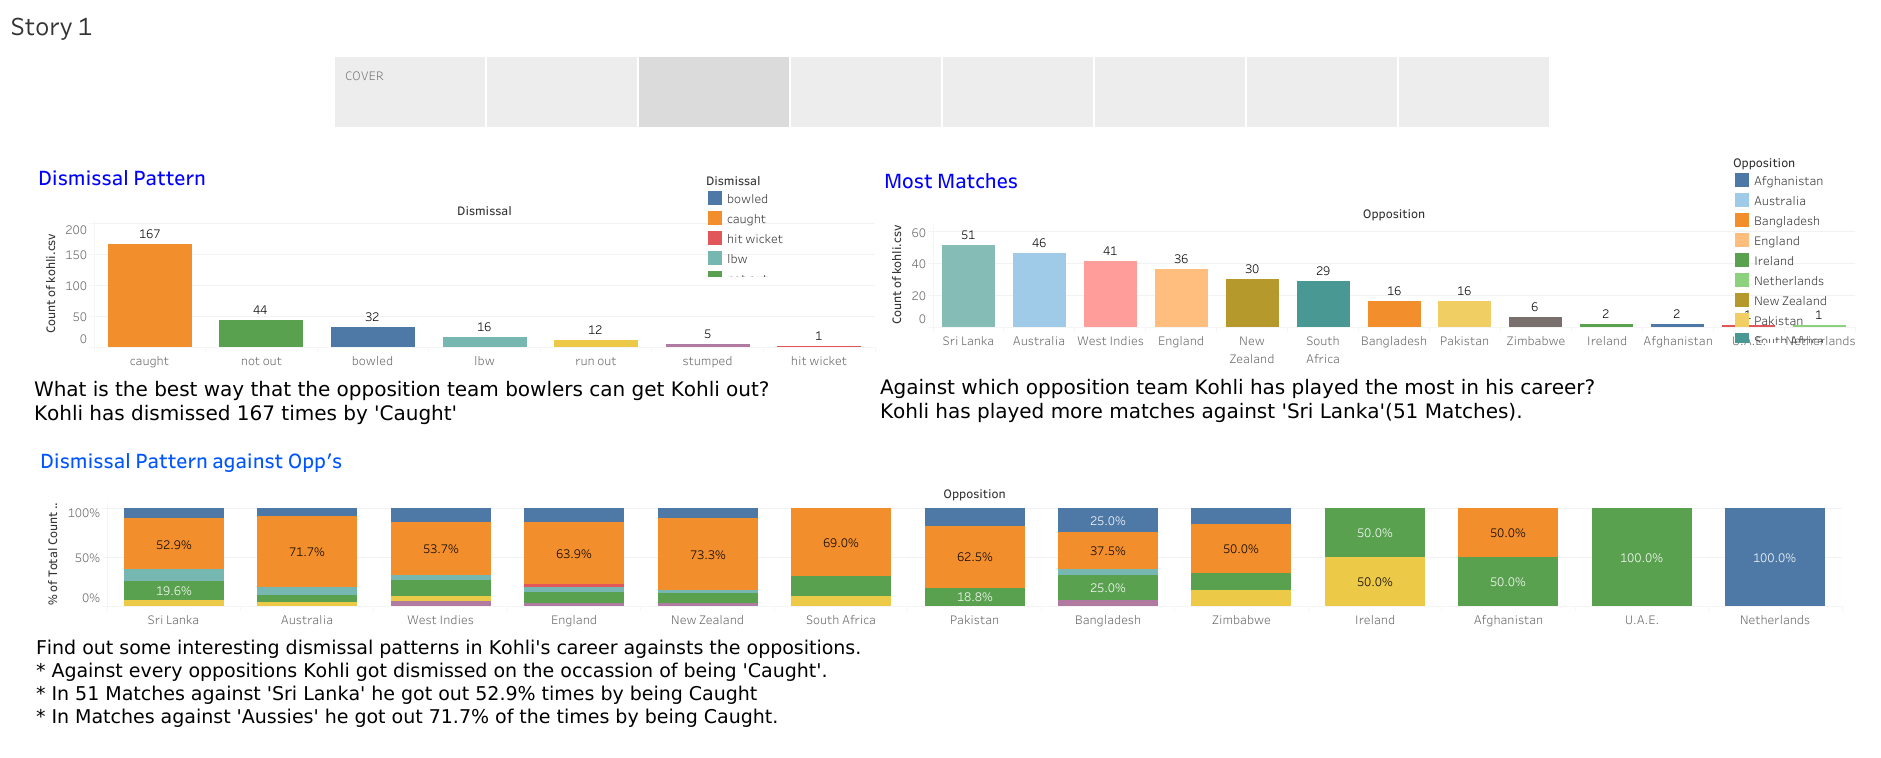 Story 1
COVER
Dismissal Pattern
Dismissal
bowled
caught
hit wicket
lbw
Dismissal
Count of kohli.csv
200
150
100
50
0
167
44
32
16
12
5
1
caught
not out
bowled
lbw
run out
stumped
hit wicket
What is the best way that the opposition team bowlers can get Kohli out?
Kohli has dismissed 167 times by 'Caught'
Most Matches
Opposition
Afghanistan
Australia
Bangladesh
England
Ireland
Netherlands
New Zealand
Pakistan
South Africa
Opposition
Count of kohli.csv
60
40
20
0
51
46
41
36
30
29
16
16
6
2
2
1
1
Sri Lanka
Australia
West Indies
England
New
Zealand
South
Africa
Bangladesh
Pakistan
Zimbabwe
Ireland
Afghanistan
U.A.E.
Netherlands
Against which opposition team Kohli has played the most in his career?
Kohli has played more matches against 'Sri Lanka'(51 Matches).
Dismissal Pattern against Opp's
Opposition
% of Total Count ..
100%
50%
0%
52.9%
19.6%
71.7%
53.7%
63.9%
73.3%
69.0%
62.5%
18.8%
25.0%
37.5%
25.0%
50.0%
50.0%
50.0%
50.0%
50.0%
100.0%
100.0%
Sri Lanka
Australia
West Indies
England
New Zealand
South Africa
Pakistan
Bangladesh
Zimbabwe
Ireland
Afghanistan
U.A.E.
Netherlands
Find out some interesting dismissal patterns in Kohli's career againsts the oppositions.
* Against every oppositions Kohli got dismissed on the occassion of being 'Caught'.
* In 51 Matches against 'Sri Lanka' he got out 52.9% times by being Caught
* In Matches against 'Aussies' he got out 71.7% of the times by being Caught.